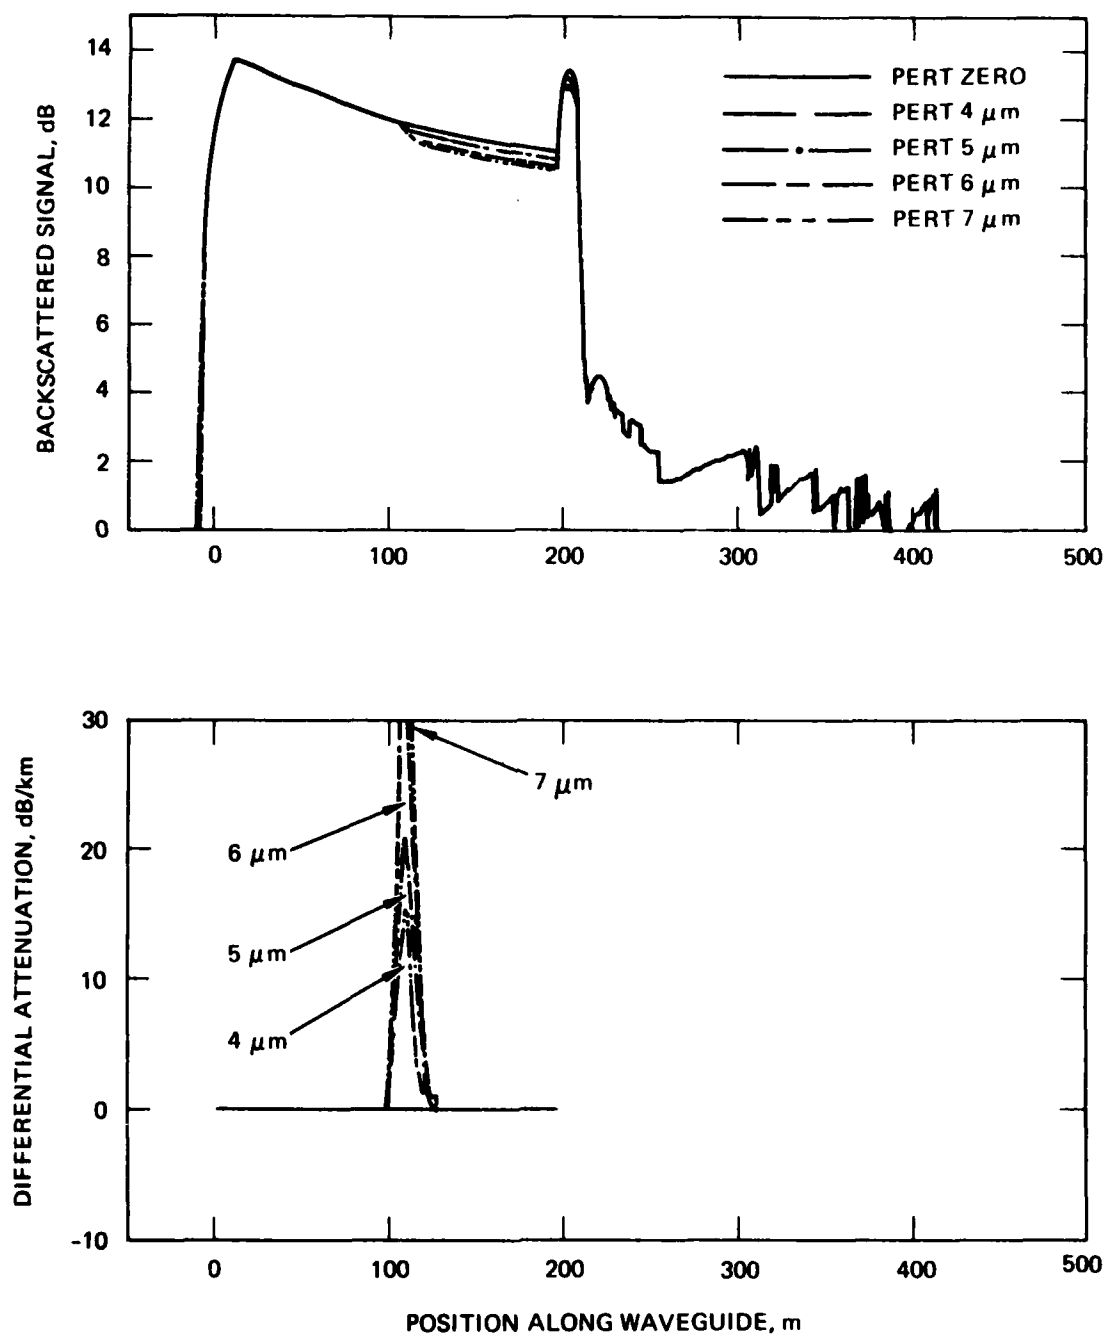 BACKSCATTERED SIGNAL, dB
14
12
10
8
6
4
2
0
PERT ZERO
PERT 4 μm
PERT 5 μm
PERT 6 μm
PERT 7 μm
0 100 200 300 400 500
DIFFERENTIAL ATTENUATION, dB/km
30
20
10
0
-10
7 μm
6 μm
5 μm
4 μm
0 100 200 300 400 500
POSITION ALONG WAVEGUIDE, m